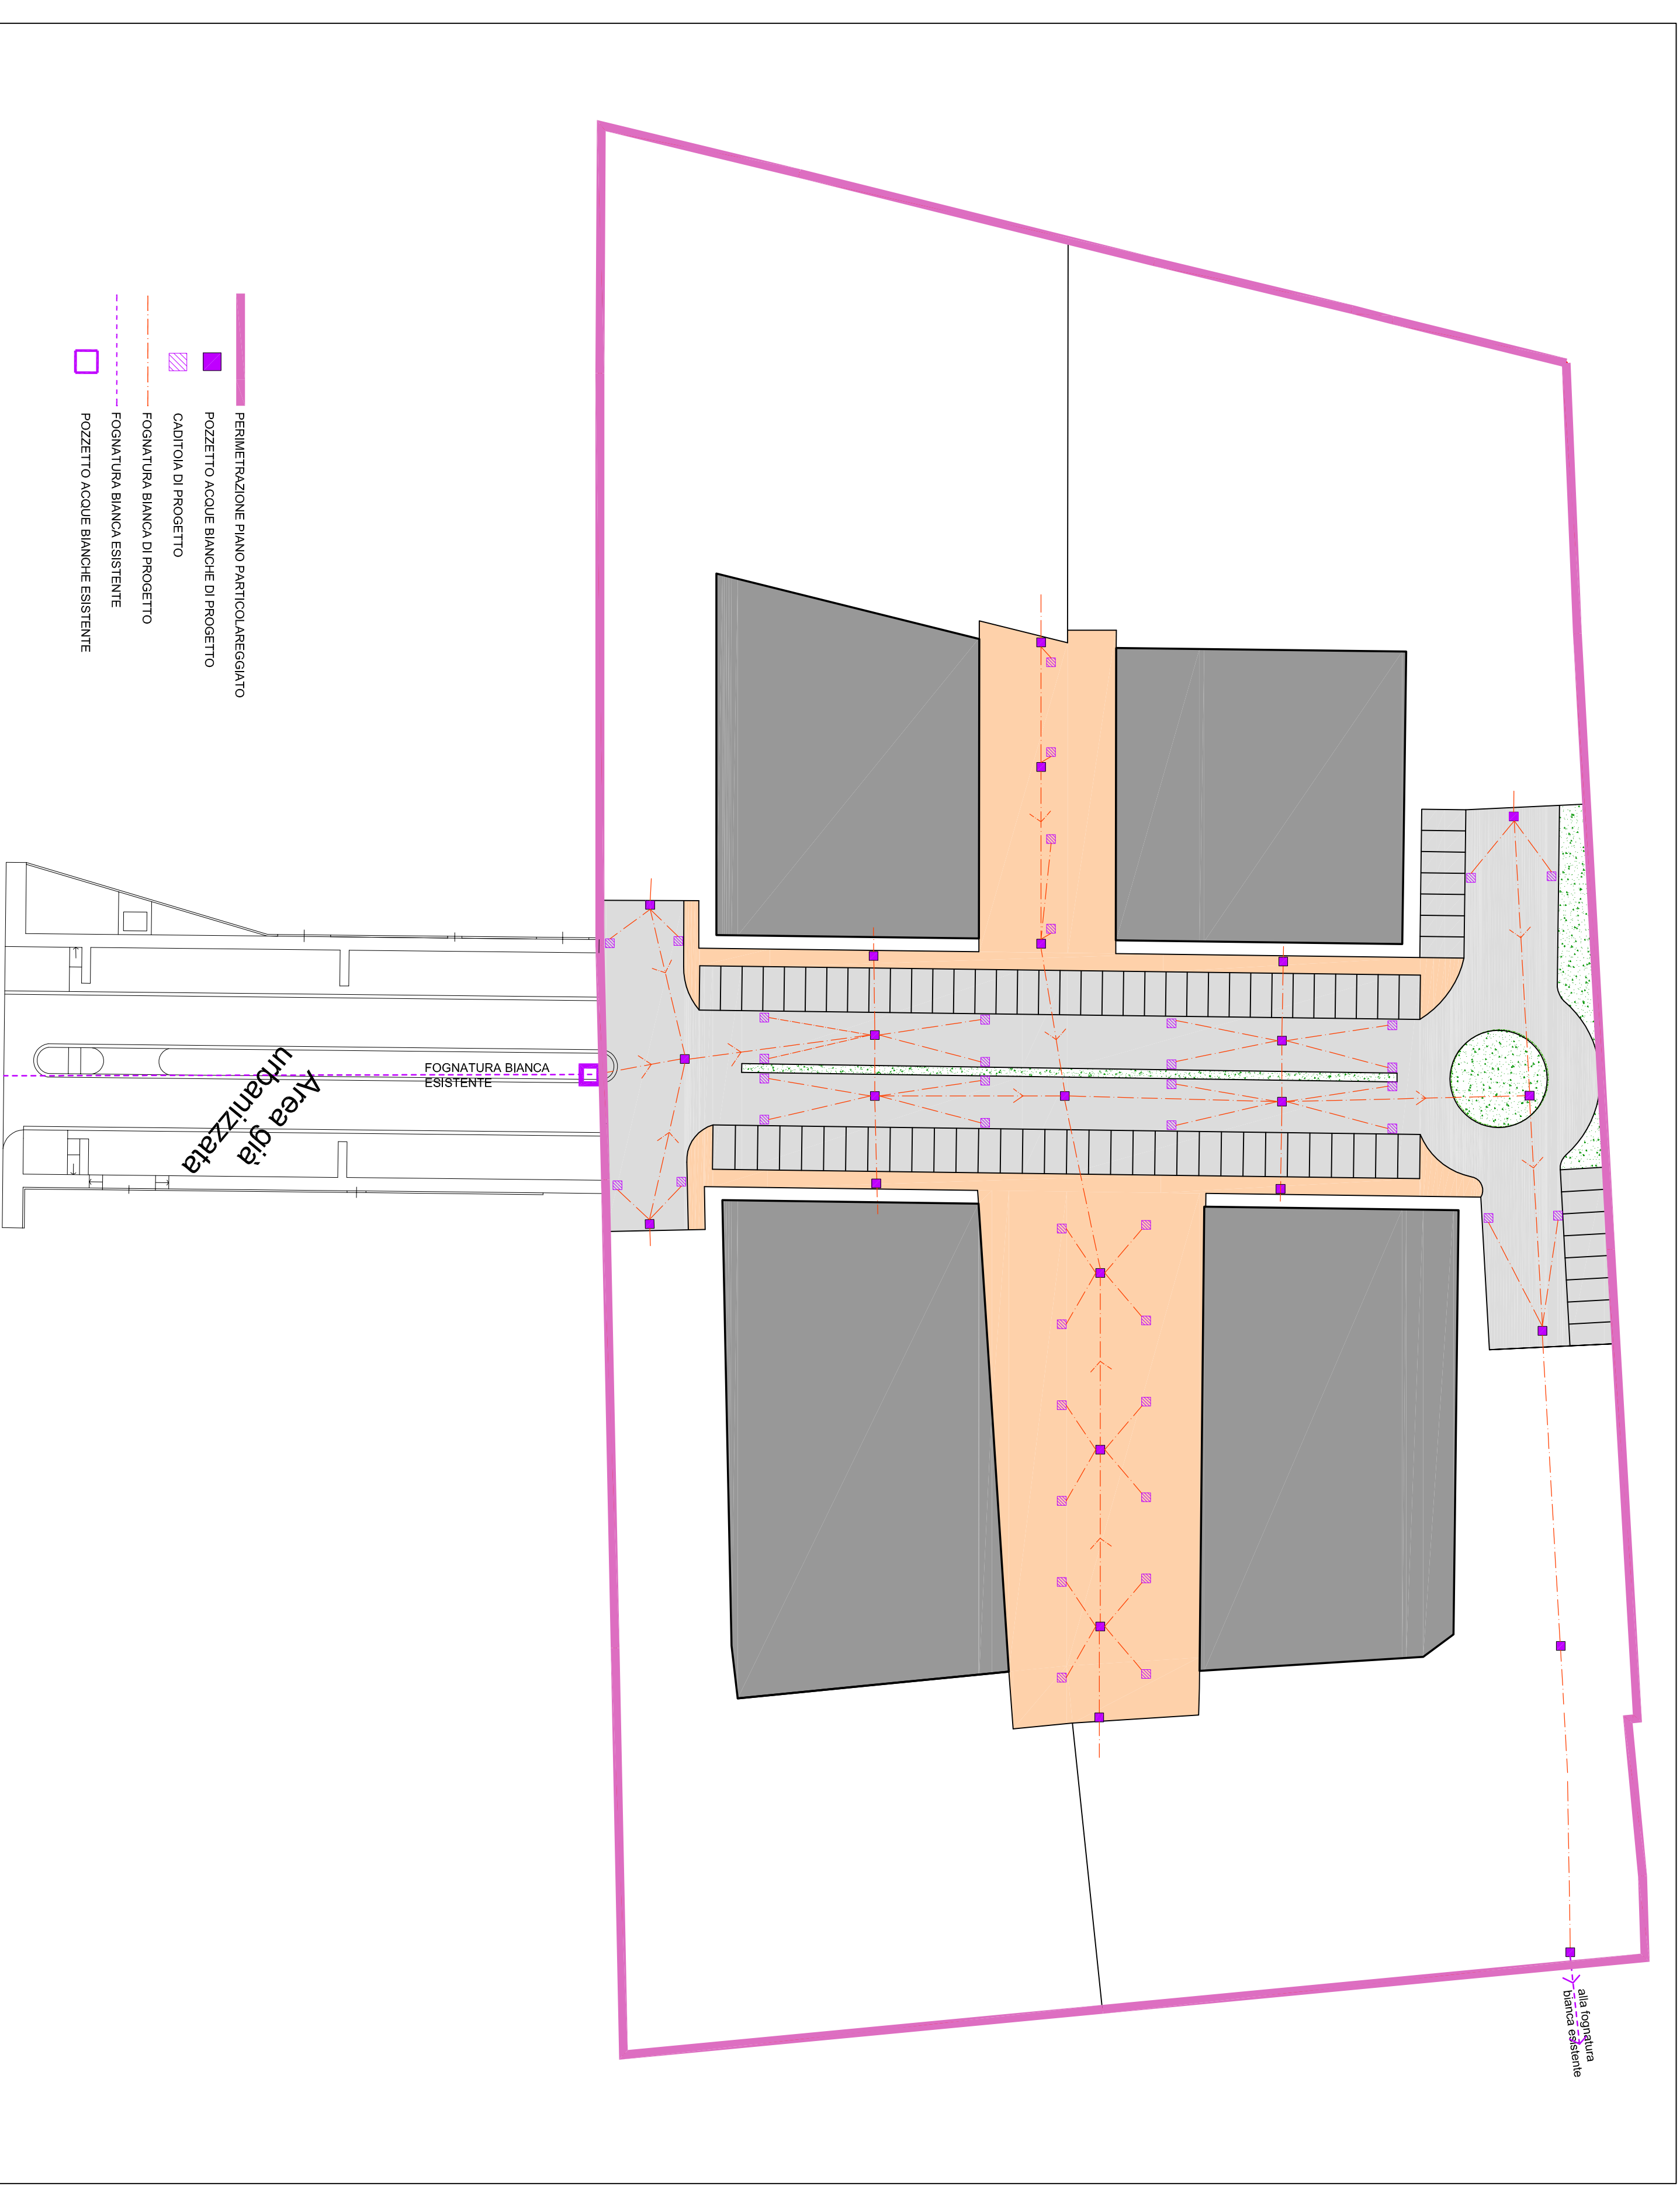 PERIMETRAZIONE PIANO PARTICOLAREGGIATO
POZZETTO ACQUE BIANCHE DI PROGETTO
CADITOIA DI PROGETTO
FOGNATURA BIANCA DI PROGETTO
FOGNATURA BIANCA ESISTENTE
POZZETTO ACQUE BIANCHE ESISTENTE
Area già
urbanizzata
FOGNATURA BIANCA
ESISTENTE
alla fognatura
bianca esistente